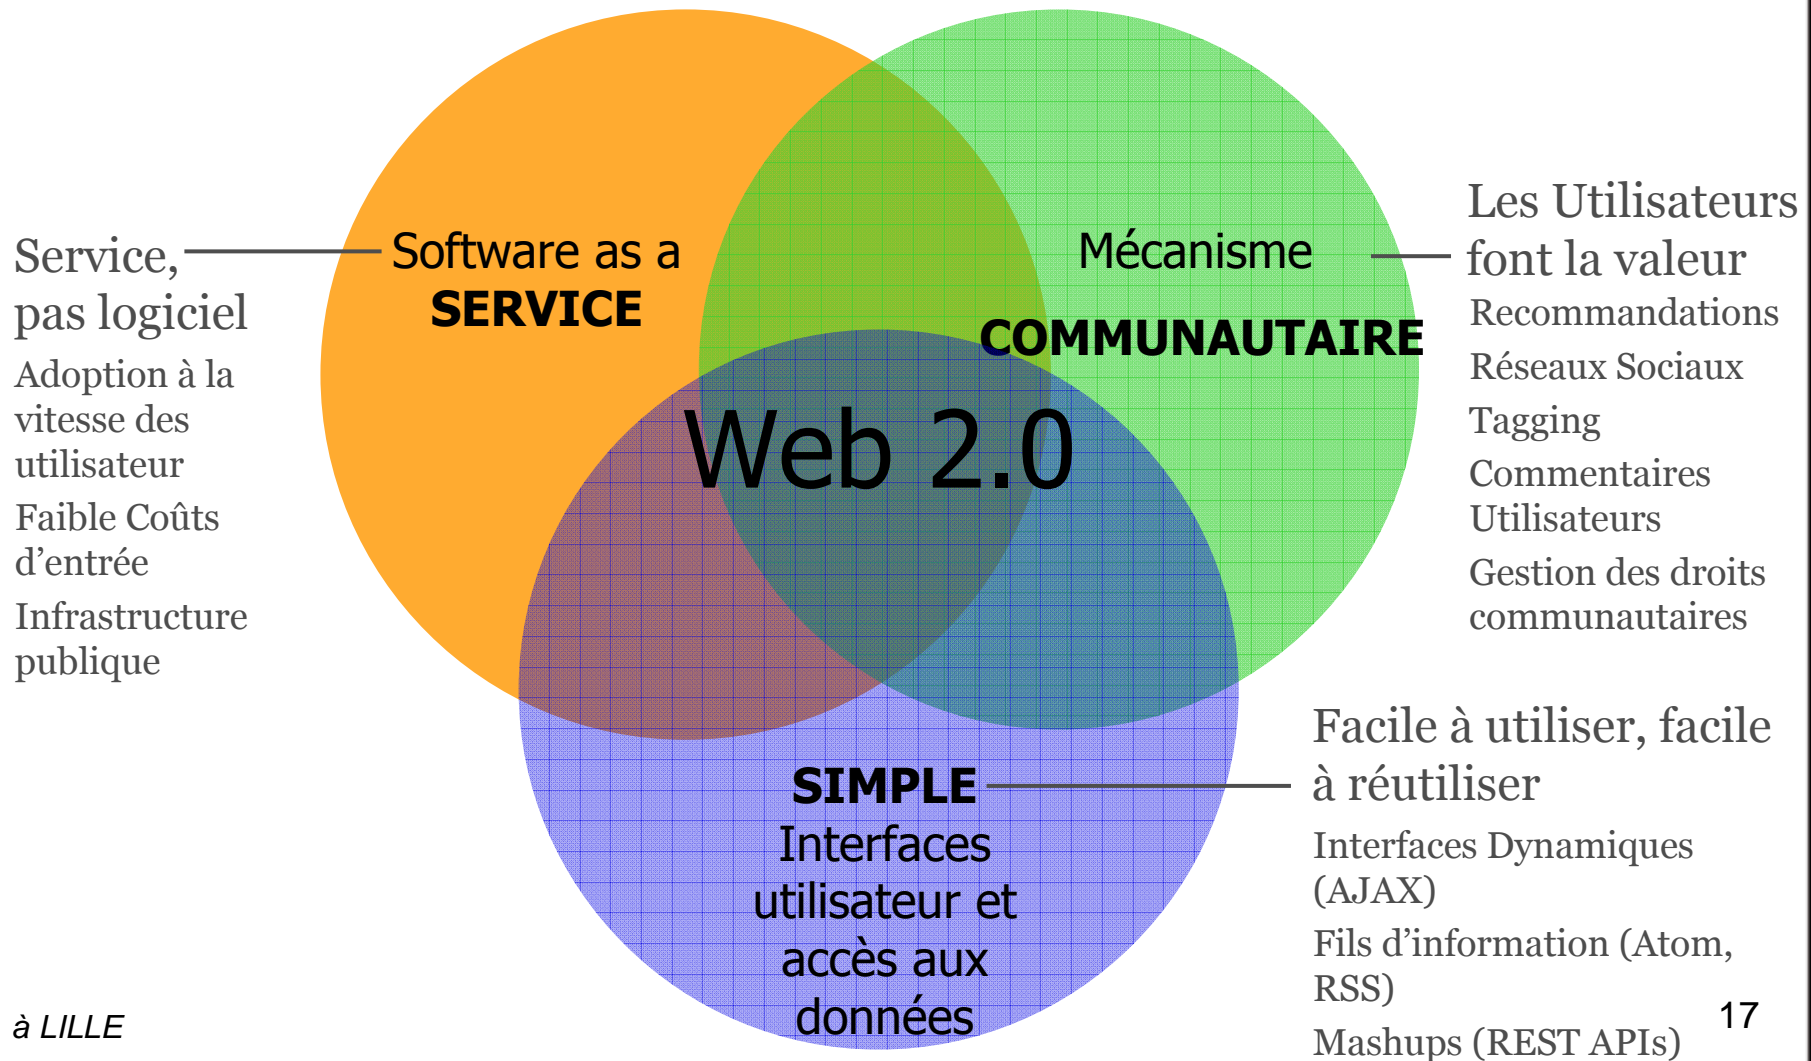 Service,
pas logiciel
Adoption à la
vitesse des
utilisateur
Faible Coûts
d’entrée
Infrastructure
publique
Software as a
SERVICE
Mécanisme
COMMUNAUTAIRE
Web 2.0
SIMPLE
Interfaces
utilisateur et
accès aux
données
Les Utilisateurs
font la valeur
Recommandations
Réseaux Sociaux
Tagging
Commentaires
Utilisateurs
Gestion des droits
communautaires
Facile à utiliser, facile
à réutiliser
Interfaces Dynamiques
(AJAX)
Fils d’information (Atom,
RSS)
Mashups (REST APIs)
à LILLE
17